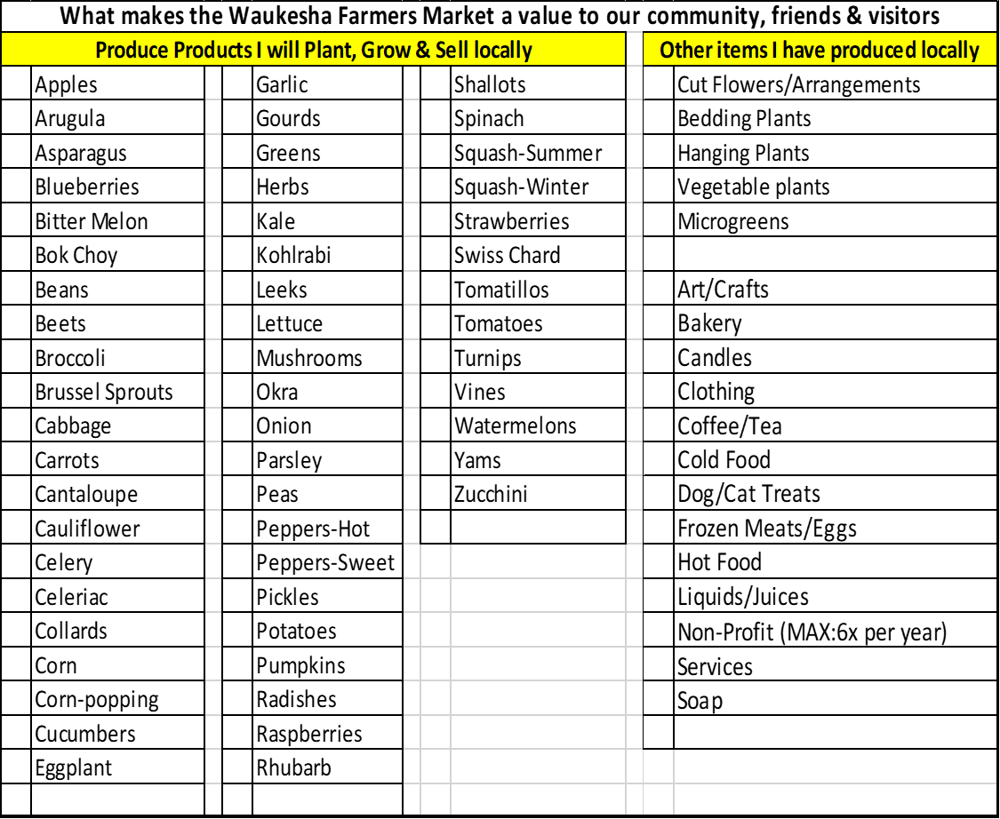 What makes the Waukesha Farmers Market a value to our community, friends & visitors
Produce Products I will Plant, Grow & Sell locally
Apples
Arugula
Asparagus
Blueberries
Bitter Melon
Bok Choy
Beans
Beets
Broccoli
Brussel Sprouts
Cabbage
Carrots
Cantaloupe
Cauliflower
Celery
Celeriac
Collards
Corn
Corn-popping
Cucumbers
Eggplant
Garlic
Gourds
Greens
Herbs
Kale
Kohlrabi
Leeks
Lettuce
Mushrooms
Okra
Onion
Parsley
Peas
Peppers-Hot
Peppers-Sweet
Pickles
Potatoes
Pumpkins
Radishes
Raspberries
Rhubarb
Shallots
Spinach
Squash-Summer
Squash-Winter
Strawberries
Swiss Chard
Tomatillos
Tomatoes
Turnips
Vines
Watermelons
Yams
Zucchini
Other items I have produced locally
Cut Flowers/Arrangements
Bedding Plants
Hanging Plants
Vegetable plants
Microgreens
Art/Crafts
Bakery
Candles
Clothing
Coffee/Tea
Cold Food
Dog/Cat Treats
Frozen Meats/Eggs
Hot Food
Liquids/Juices
Non-Profit (MAX:6x per year)
Services
Soap